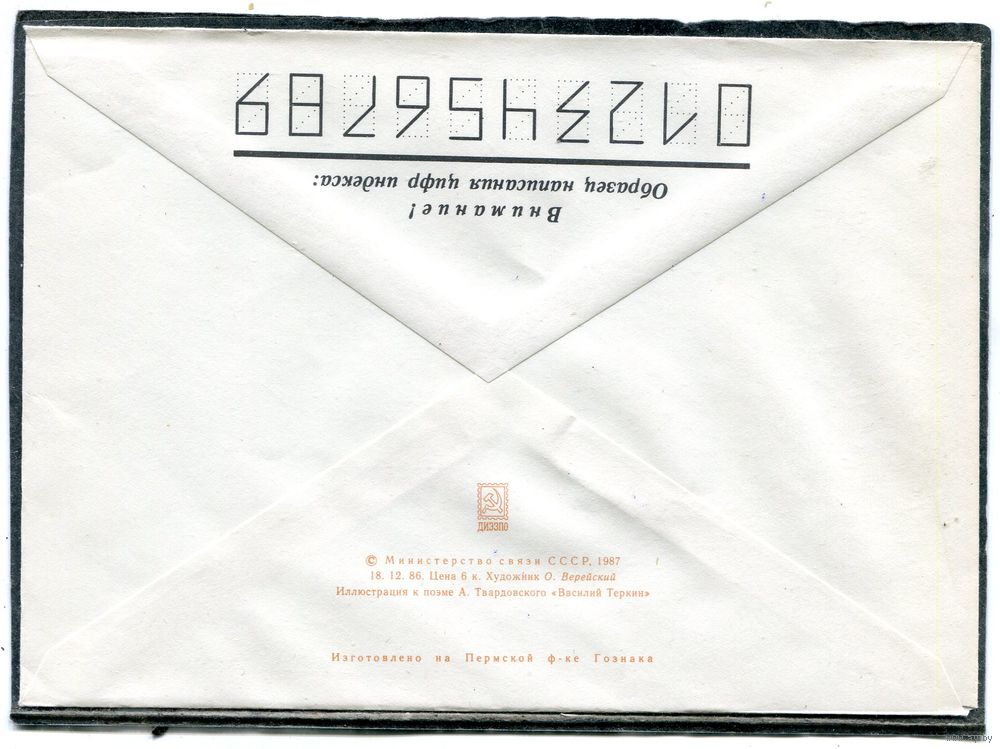 Внимание!
Образец написания цифр индекса:
0123456789
ДИЭЗПО
© Министерство связи СССР, 1987
18. 12. 86. Цена 6 к. Художник О. Верейский
Иллюстрация к поэме А. Твардовского «Василий Теркин»
Изготовлено на Пермской ф-ке Гознака